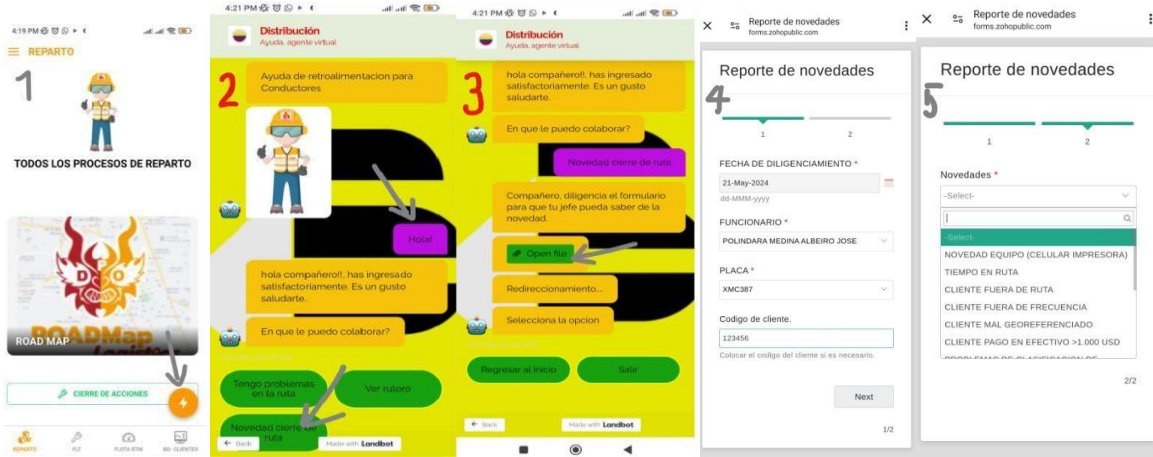 4:19 PM
REPARTO
1
TODOS LOS PROCESOS DE REPARTO
DPO
ROADMap
Logistco
ROAD MAP
CIERRE DE ACCIONES
REPARTO
FLT
FLOTA RTM
BD- CLIENTES
4:21 PM
Distribución
Ayuda, agente virtual
2
Ayuda de retroalimentacion para
Conductores
Hola!
hola compañero!!, has ingresado
satisfactoriamente. Es un gusto
saludarte.
En que le puedo colaborar?
Tengo problemas
en la ruta
Ver rutero
Novedad cierre de
ruta
Back
Made with Landbot
4:21 PM
Distribución
Ayuda, agente virtual
3
hola compañero!!, has ingresado
satisfactoriamente. Es un gusto
saludarte.
En que le puedo colaborar?
Novedad cierre de ruta
Compañero, diligencia el formulario
para que tu jefe pueda saber de la
novedad.
Open file
Redireccionamiento...
Selecciona la opcion
Regresar al inicio
Salir
Back
Made with Landbot
Reporte de novedades
forms.zohopublic.com
Reporte de novedades
4
1
2
FECHA DE DILIGENCIAMIENTO *
21-May-2024
dd-MMM-yyyy
FUNCIONARIO *
POLINDARA MEDINA ALBEIRO JOSE
PLACA *
XMC387
Codigo de cliente.
123456
Colocar el codigo del cliente si es necesario.
Next
1/2
Reporte de novedades
forms.zohopublic.com
Reporte de novedades
5
1
2
Novedades *
-Select-
-Select-
NOVEDAD EQUIPO (CELULAR IMPRESORA)
TIEMPO EN RUTA
CLIENTE FUERA DE RUTA
CLIENTE FUERA DE FRECUENCIA
CLIENTE MAL GEOREFERENCIADO
CLIENTE PAGO EN EFECTIVO >1.000 USD
PROBLEMAS DE CLASIFICACION DE
2/2